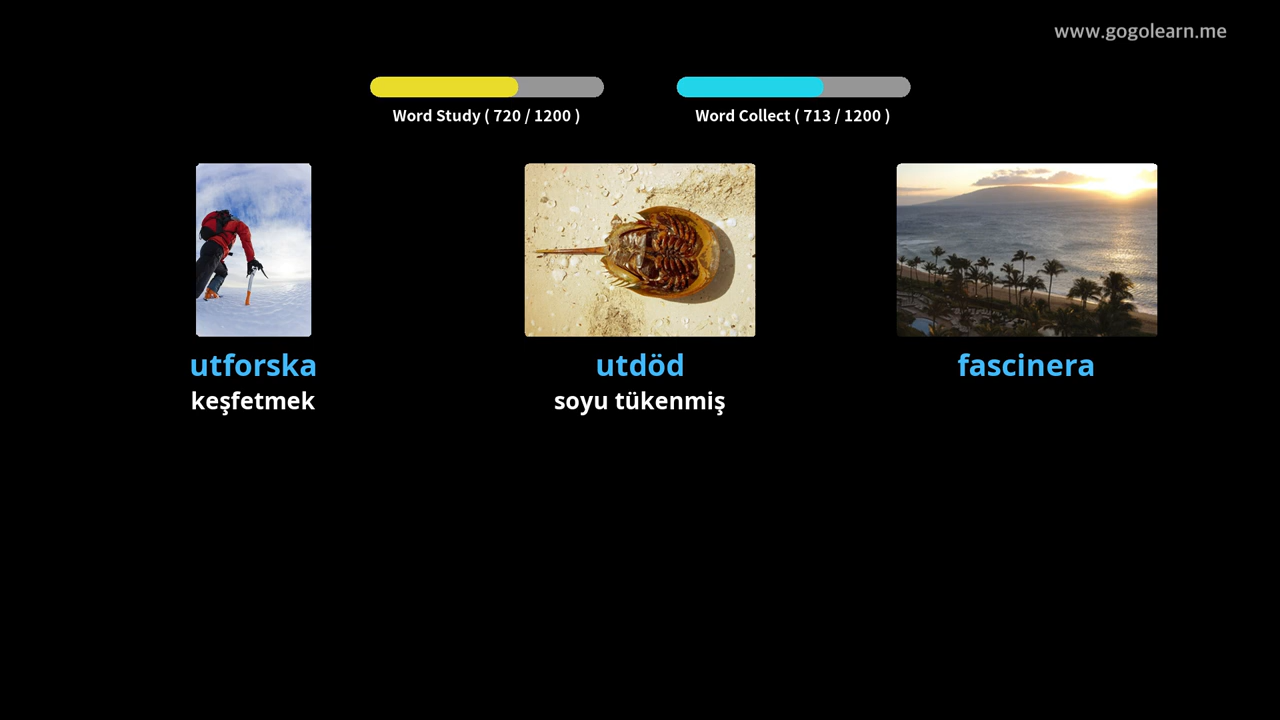 www.gogolearn.me
Word Study ( 720 / 1200 )
Word Collect ( 713 / 1200 )
utforska
keşfetmek
utdöd
soyu tükenmiş
fascinera